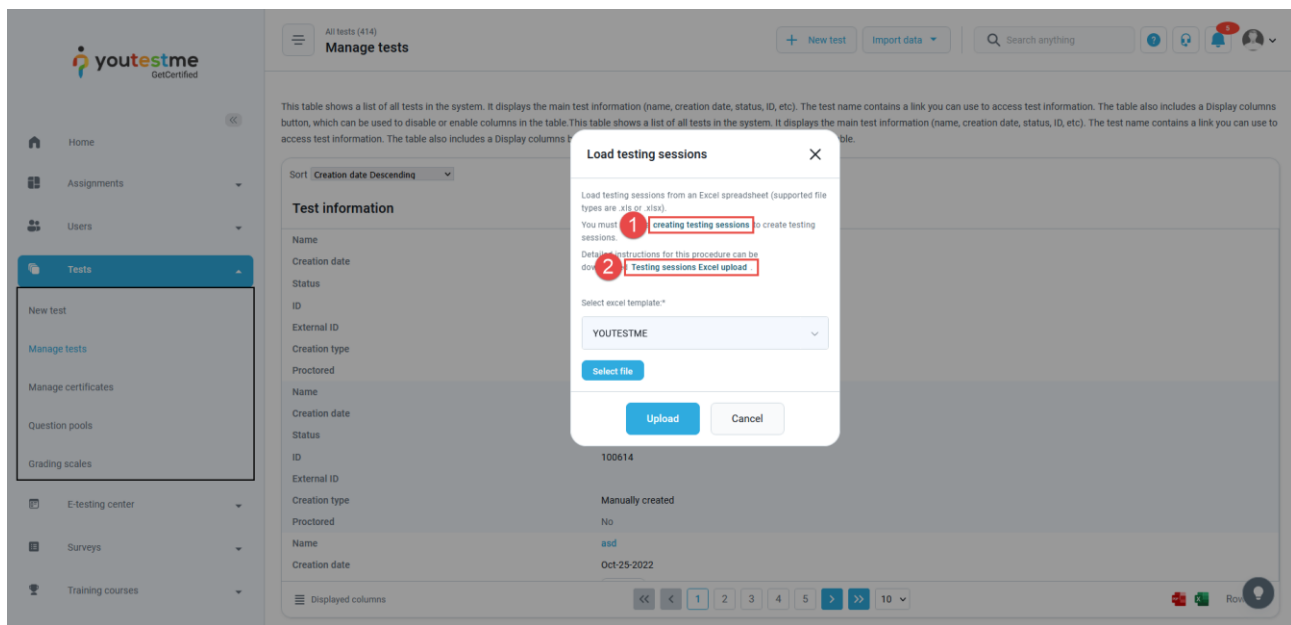 youtestme
GetCertified
Home
Assignments
Users
Tests
New test
Manage tests
Manage certificates
Question pools
Grading scales
E-testing center
Surveys
Training courses
All tests (414)
Manage tests
+ New test
Import data
Search anything
5
This table shows a list of all tests in the system. It displays the main test information (name, creation date, status, ID, etc). The test name contains a link you can use to access test information. The table also includes a Display columns
button, which can be used to disable or enable columns in the table.This table shows a list of all tests in the system. It displays the main test information (name, creation date, status, ID, etc). The test name contains a link you can use to
access test information. The table also includes a Display columns
Sort Creation date Descending
Test information
Name
Creation date
Status
ID
External ID
Creation type
Proctored
Name
Creation date
Status
ID 100614
External ID
Creation type Manually created
Proctored No
Name asd
Creation date Oct-25-2022
Displayed columns
1 2 3 4 5
10
Load testing sessions
Load testing sessions from an Excel spreadsheet (supported file
types are .xls or .xlsx).
You must 1 creating testing sessions to create testing
sessions.
Detailed instructions for this procedure can be
2 Testing sessions Excel upload .
Select excel template:*
YOUTESTME
Select file
Upload
Cancel